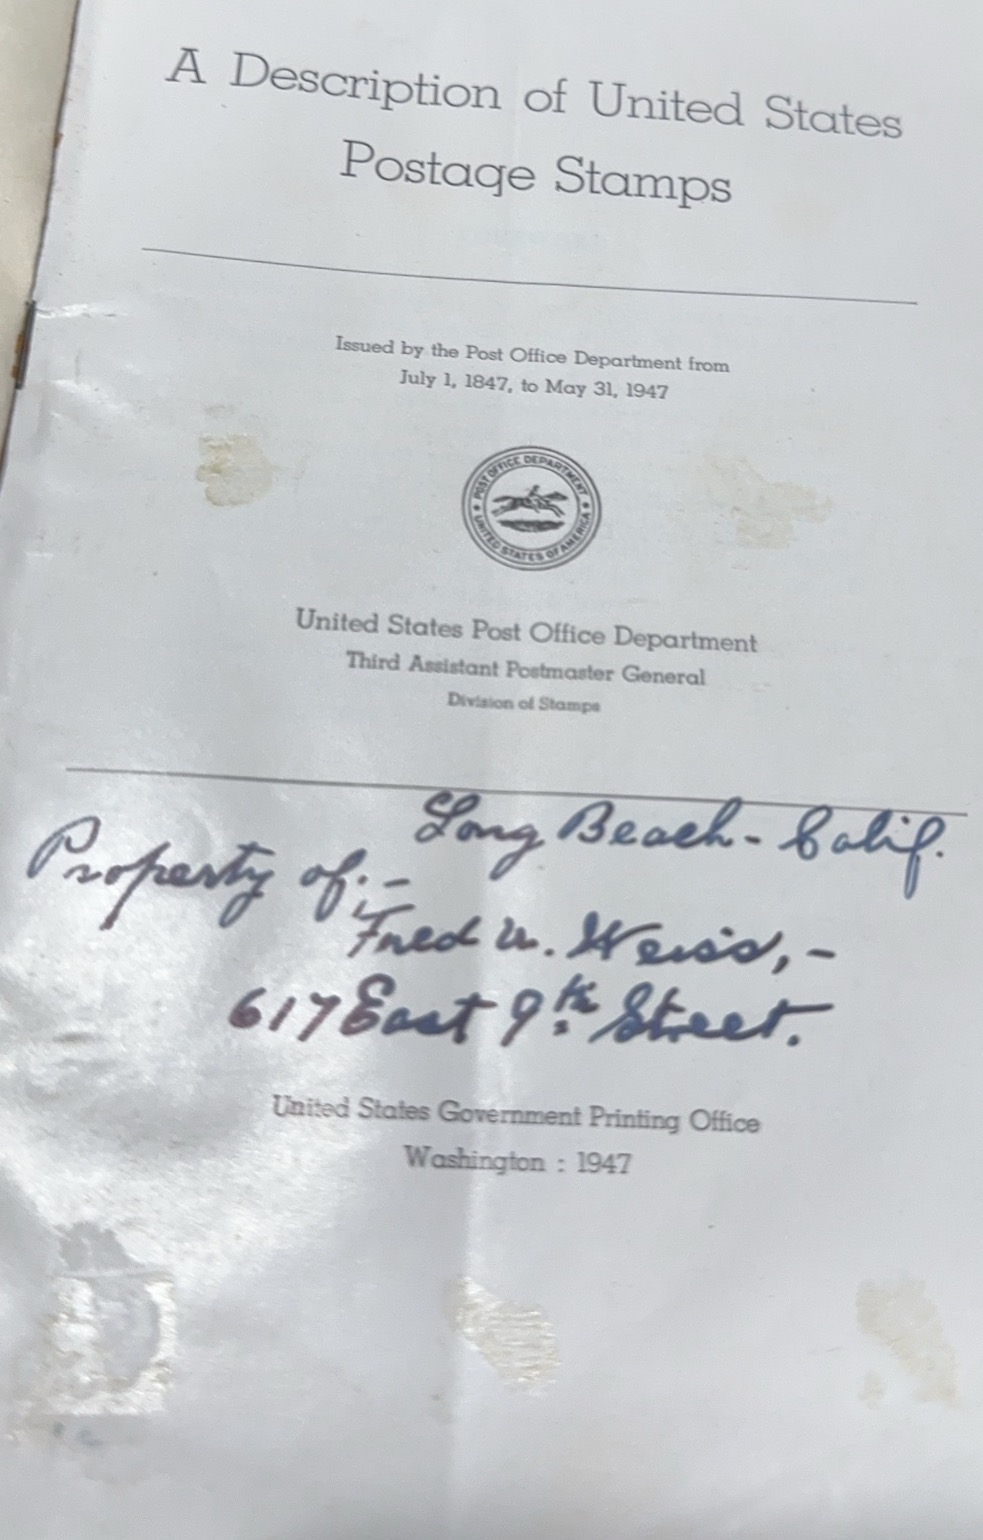 A Description of United States
Postage Stamps
Issued by the Post Office Department from
July 1, 1847, to May 31, 1947
POST OFFICE DEPARTMENT
UNITED STATES OF AMERICA
United States Post Office Department
Third Assistant Postmaster General
Division of Stamps
Long Beach - Calif.
Property of:-
Fred W. Weiss,-
617 East 9th Street.
United States Government Printing Office
Washington : 1947